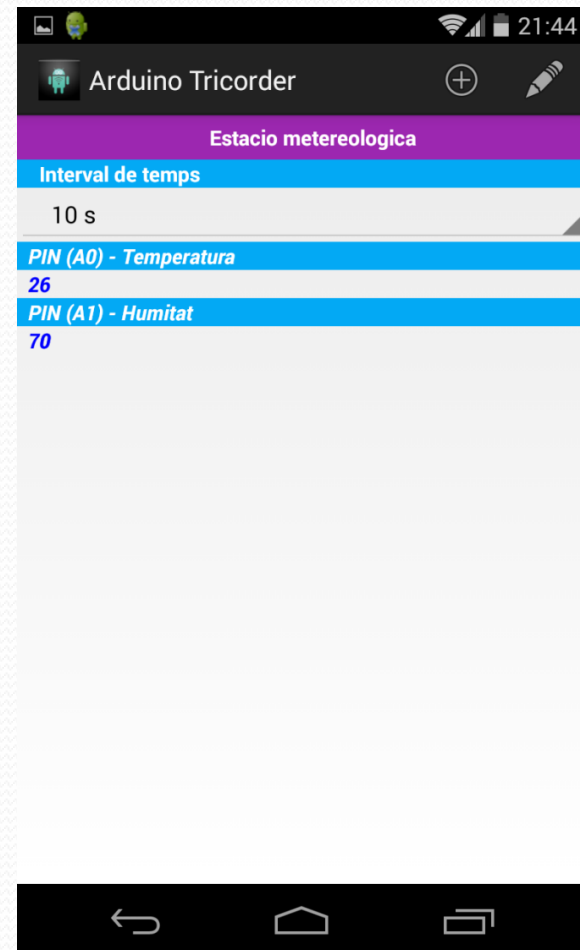 21:44
Arduino Tricorder
Estacio metereologica
Interval de temps
10 s
PIN (A0) - Temperatura
26
PIN (A1) - Humitat
70